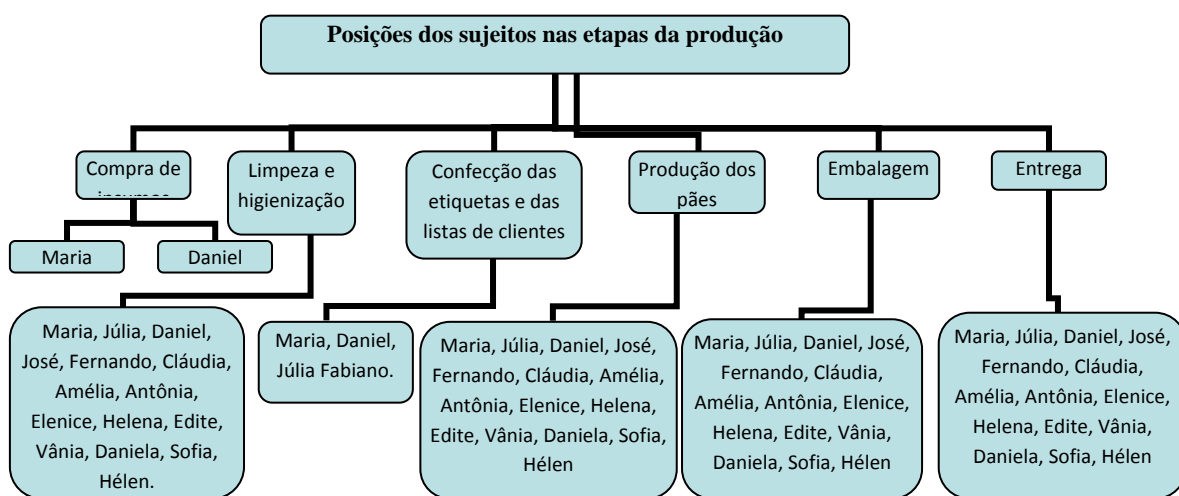 Posições dos sujeitos nas etapas da produção
Compra de
Limpeza e
higienização
Confecção das
etiquetas e das
listas de clientes
Produção dos
pães
Embalagem
Entrega
Maria
Daniel
Maria, Júlia, Daniel,
José, Fernando, Cláudia,
Amélia, Antônia,
Elenice, Helena, Edite,
Vânia, Daniela, Sofia,
Hélen.
Maria, Daniel,
Júlia Fabiano.
Maria, Júlia, Daniel, José,
Fernando, Cláudia, Amélia,
Antônia, Elenice, Helena,
Edite, Vânia, Daniela, Sofia,
Hélen
Maria, Júlia, Daniel, José,
Fernando, Cláudia,
Amélia, Antônia, Elenice,
Helena, Edite, Vânia,
Daniela, Sofia, Hélen
Maria, Júlia, Daniel, José,
Fernando, Cláudia,
Amélia, Antônia, Elenice,
Helena, Edite, Vânia,
Daniela, Sofia, Hélen